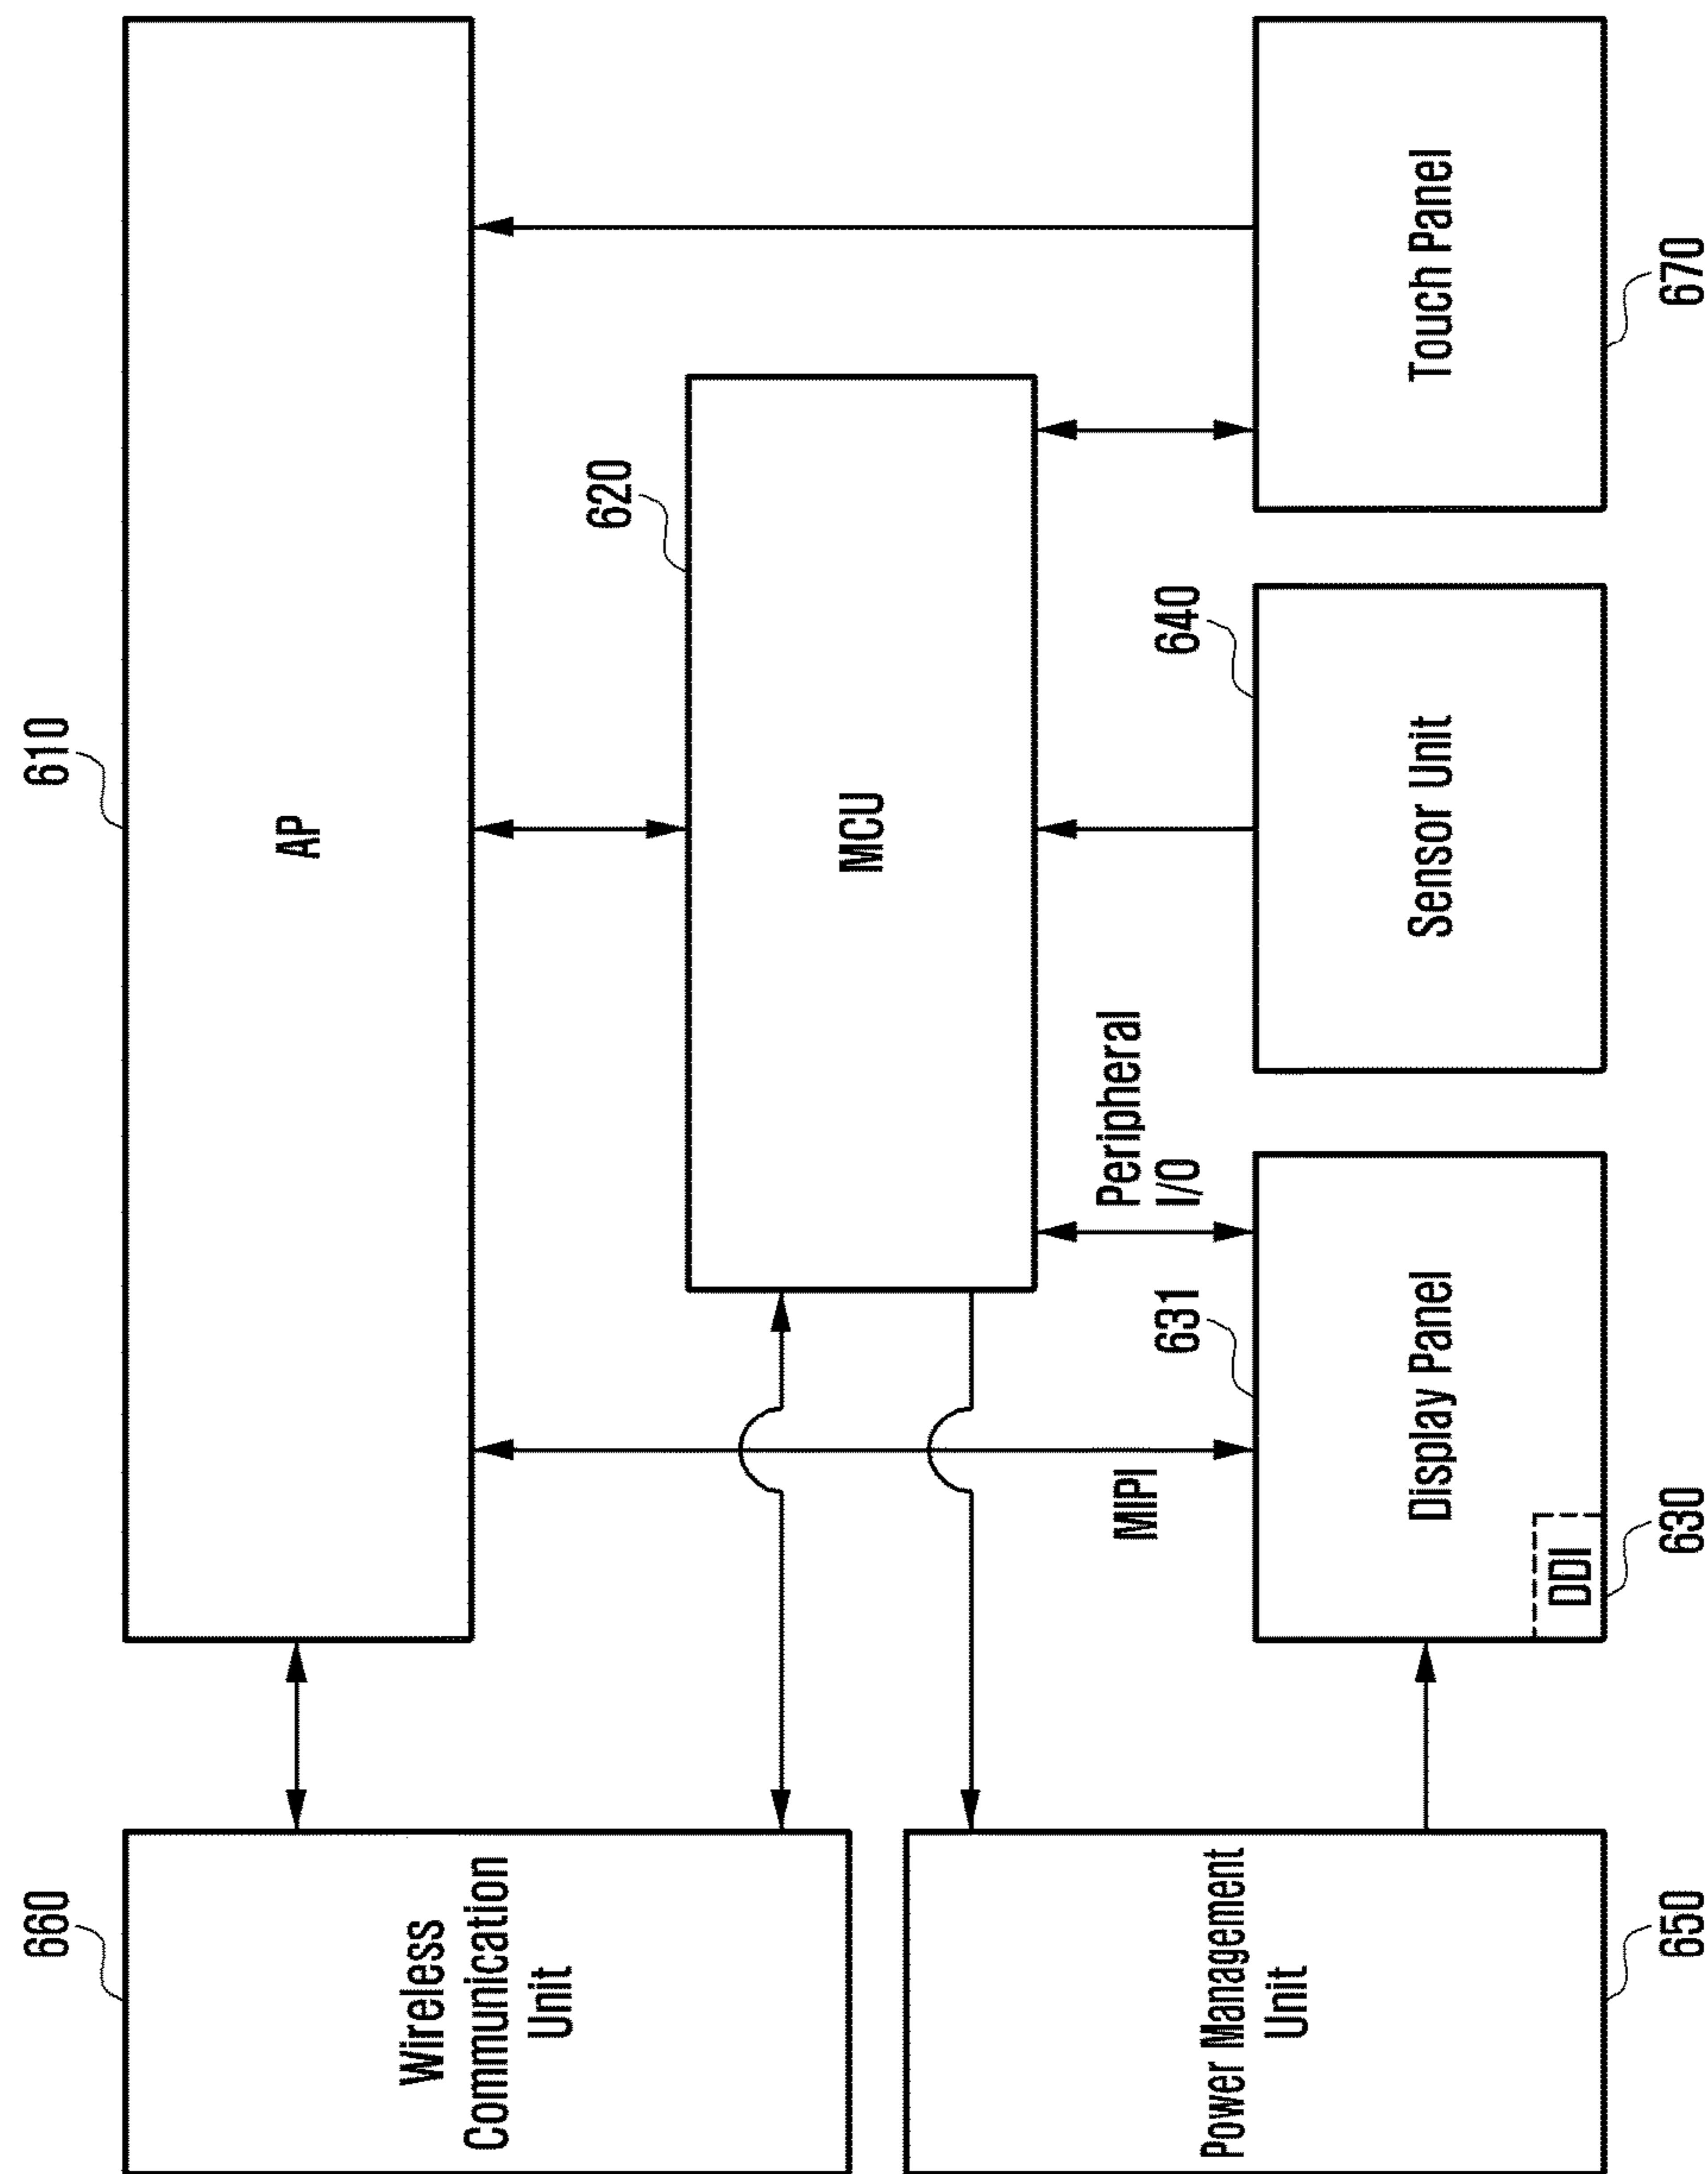 660
610
AP
Wireless
Communication
Unit
620
MCU
MIPI
Peripheral
I/O
631
640
Power Management
Unit
Display Panel
Sensor Unit
Touch Panel
DDI
650
630
670